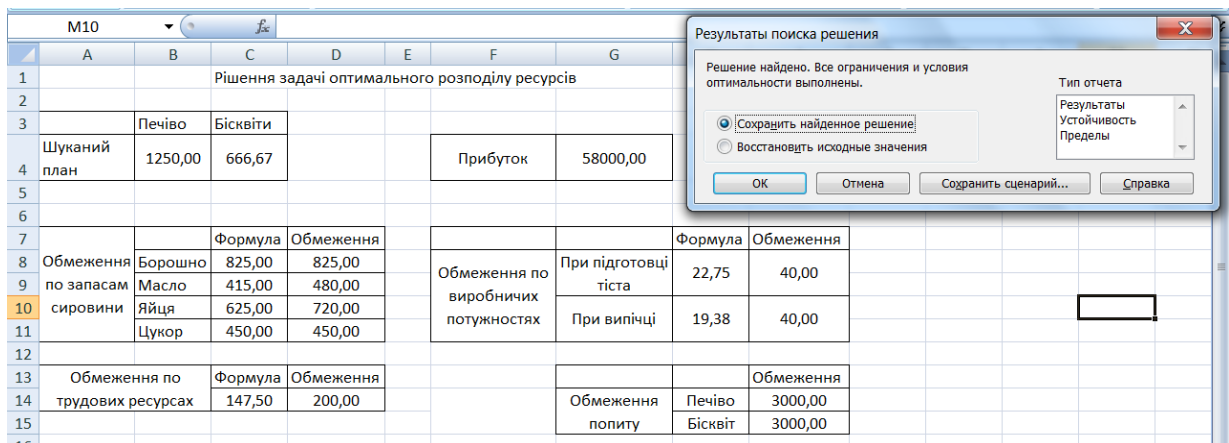 M10
fx
Результаты поиска решения
A B C D E F G
Решение найдено. Все ограничения и условия
оптимальности выполнены.
Тип отчета
Результаты
Устойчивость
Пределы
Сохранить найденное решение
Восстановить исходные значения
ОК Отмена Сохранить сценарий... Справка
1 Рішення задачі оптимального розподілу ресурсів
2
3 Печіво Бісквіти
4 Шуканий план 1250,00 666,67 Прибуток 58000,00
5
6
7 Формула Обмеження Формула Обмеження
8 Обмеження Борошно 825,00 825,00 Обмеження по При підготовці 22,75 40,00
9 по запасам Масло 415,00 480,00 виробничих тіста
10 сировини Яйця 625,00 720,00 потужностях При випічці 19,38 40,00
11 Цукор 450,00 450,00
12
13 Обмеження по Формула Обмеження Обмеження
14 трудових ресурсах 147,50 200,00 Обмеження Печіво 3000,00
15 попиту Бісквіт 3000,00